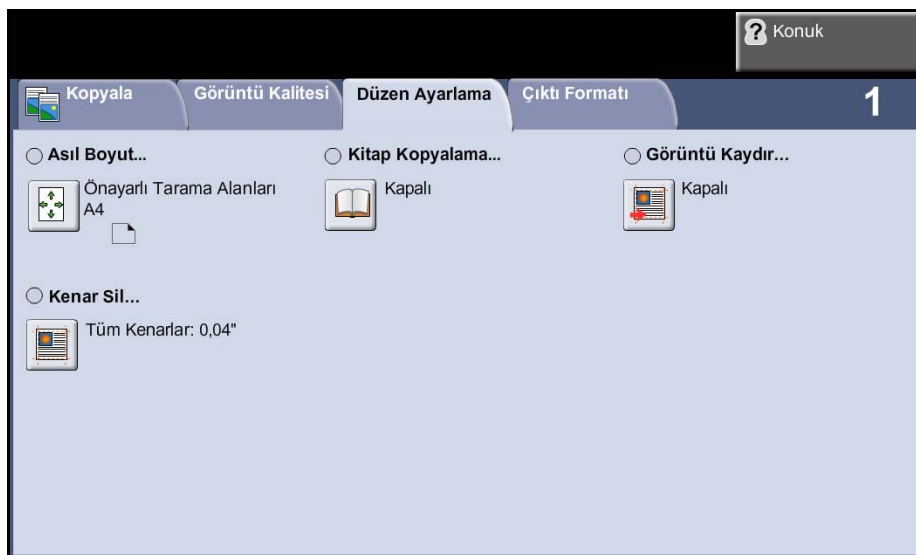 Konuk
Kopyala
Görüntü Kalitesi
Düzen Ayarlama
Çıktı Formatı
1
Asıl Boyut...
Kitap Kopyalama...
Görüntü Kaydır...
Önayarlı Tarama Alanları
A4
Kapalı
Kapalı
Kenar Sil...
Tüm Kenarlar: 0,04"